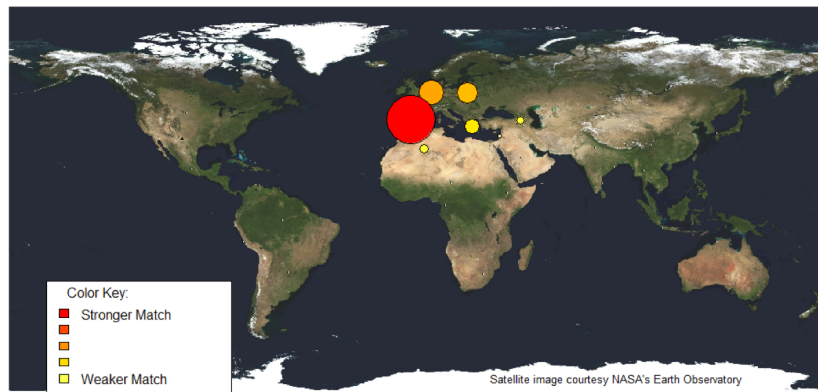 Color Key:
Stronger Match
Weaker Match
Satellite image courtesy NASA's Earth Observatory